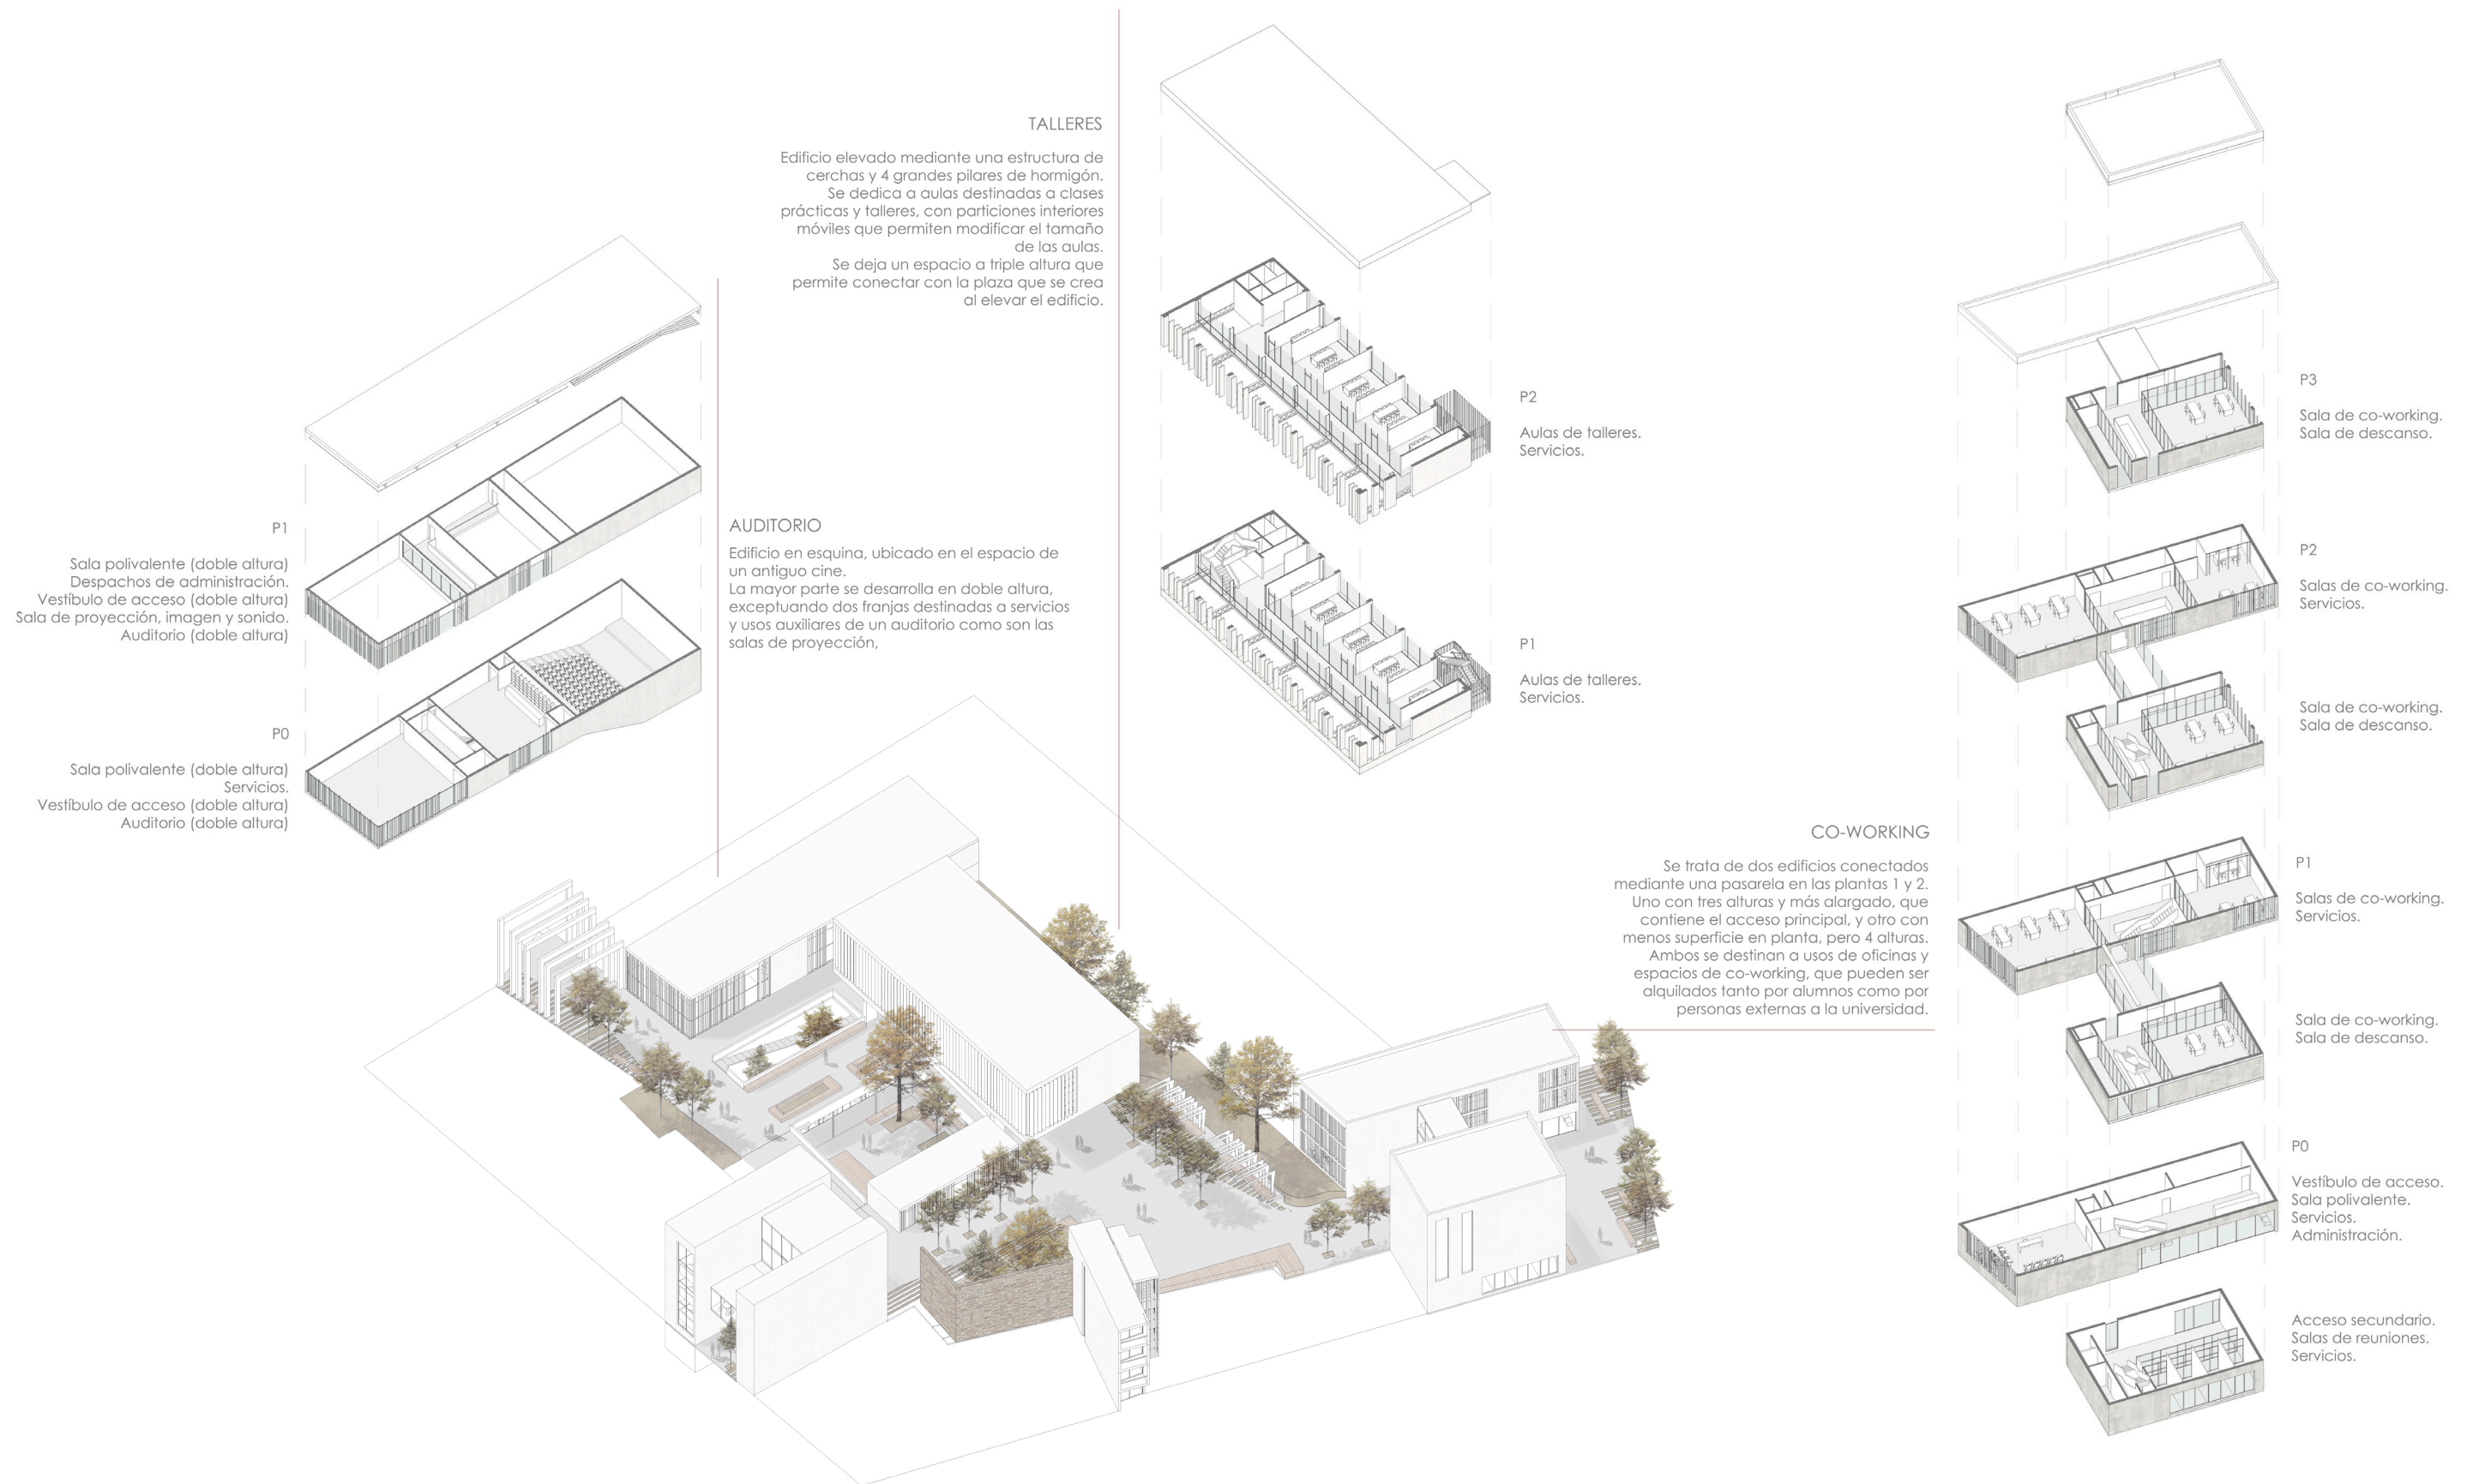 TALLERES
Edificio elevado mediante una estructura de
cerchas y 4 grandes pilares de hormigón.
Se dedica a aulas destinadas a clases
prácticas y talleres, con particiones interiores
móviles que permiten modificar el tamaño
de las aulas.
Se deja un espacio a triple altura que
permite conectar con la plaza que se crea
al elevar el edificio.
P2
Aulas de talleres.
Servicios.
P1
Aulas de talleres.
Servicios.
P1
Sala polivalente (doble altura)
Despachos de administración.
Vestíbulo de acceso (doble altura)
Sala de proyección, imagen y sonido.
Auditorio (doble altura)
P0
Sala polivalente (doble altura)
Servicios.
Vestíbulo de acceso (doble altura)
Auditorio (doble altura)
AUDITORIO
Edificio en esquina, ubicado en el espacio de
un antiguo cine.
La mayor parte se desarrolla en doble altura,
exceptuando dos franjas destinadas a servicios
y usos auxiliares de un auditorio como son las
salas de proyección,
CO-WORKING
Se trata de dos edificios conectados
mediante una pasarela en las plantas 1 y 2.
Uno con tres alturas y más alargado, que
contiene el acceso principal, y otro con
menos superficie en planta, pero 4 alturas.
Ambos se destinan a usos de oficinas y
espacios de co-working, que pueden ser
alquilados tanto por alumnos como por
personas externas a la universidad.
P3
Sala de co-working.
Sala de descanso.
P2
Salas de co-working.
Servicios.
Sala de co-working.
Sala de descanso.
P1
Salas de co-working.
Servicios.
Sala de co-working.
Sala de descanso.
P0
Vestíbulo de acceso.
Sala polivalente.
Servicios.
Administración.
Acceso secundario.
Salas de reuniones.
Servicios.